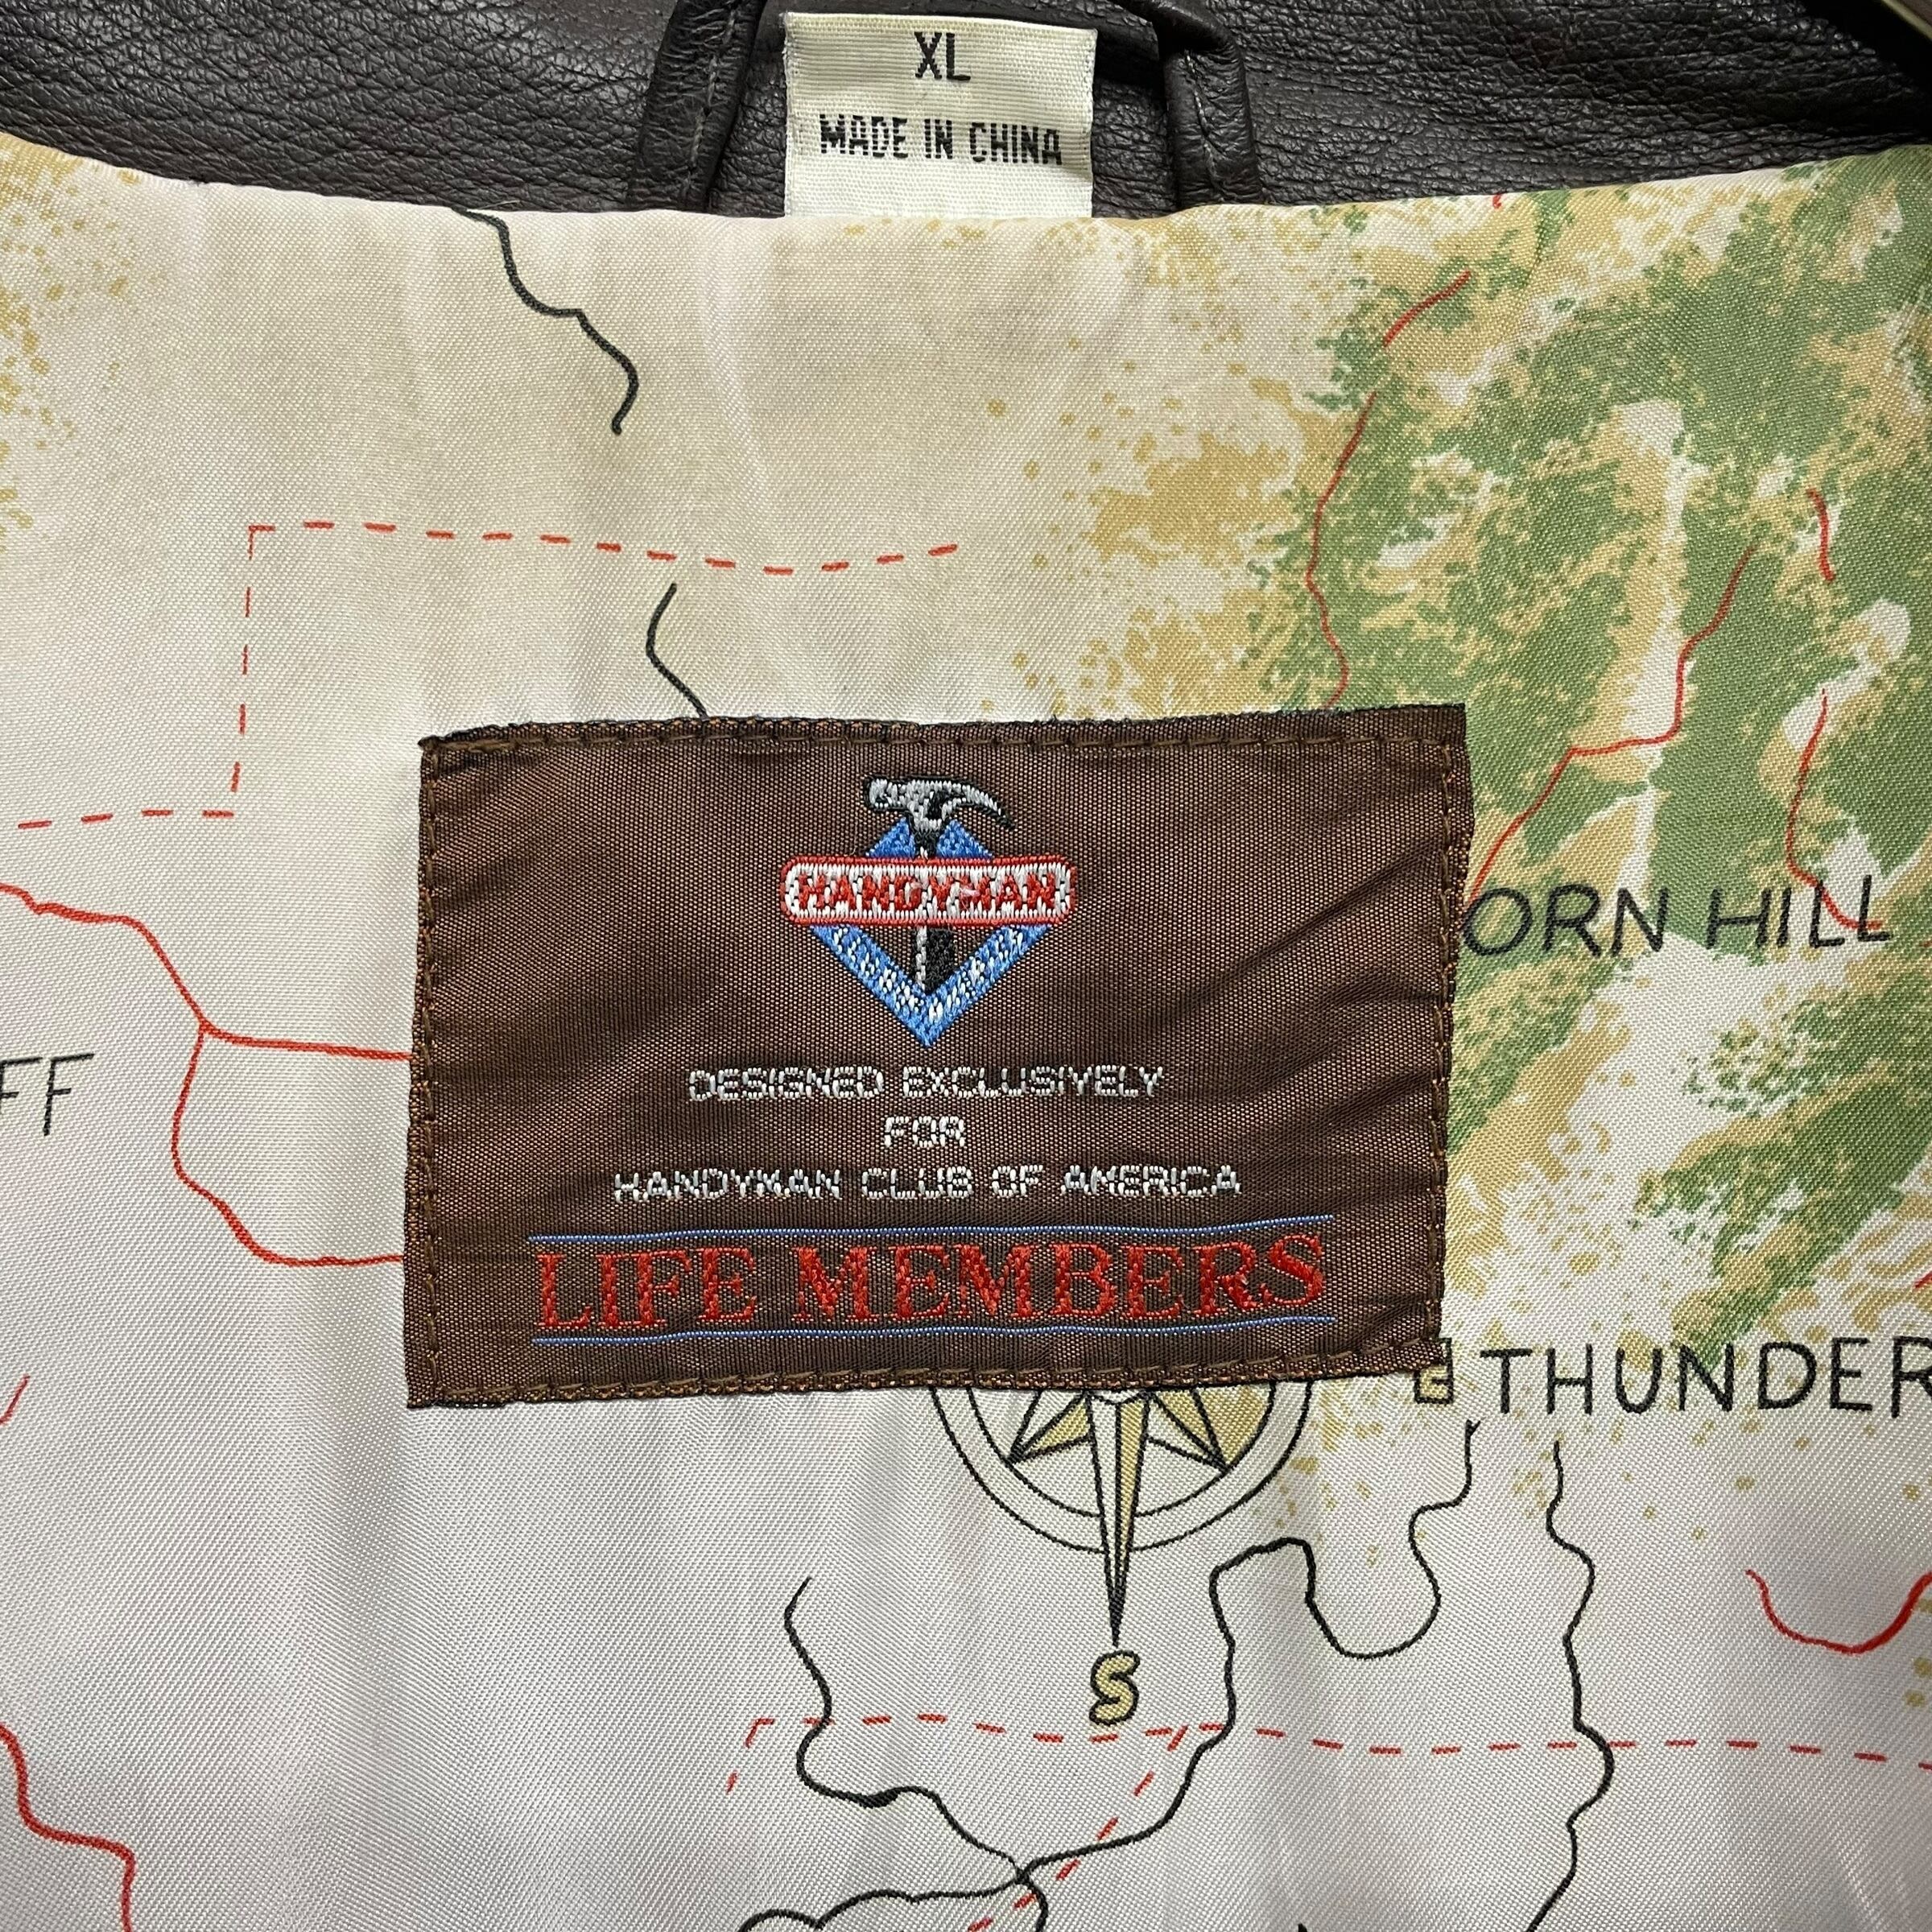 XL
MADE IN CHINA
HANDYMAN
DESIGNED EXCLUSIVELY
FOR
HANDYMAN CLUB OF AMERICA
LIFE MEMBERS
ORN HILL
FF
E THUNDER
S